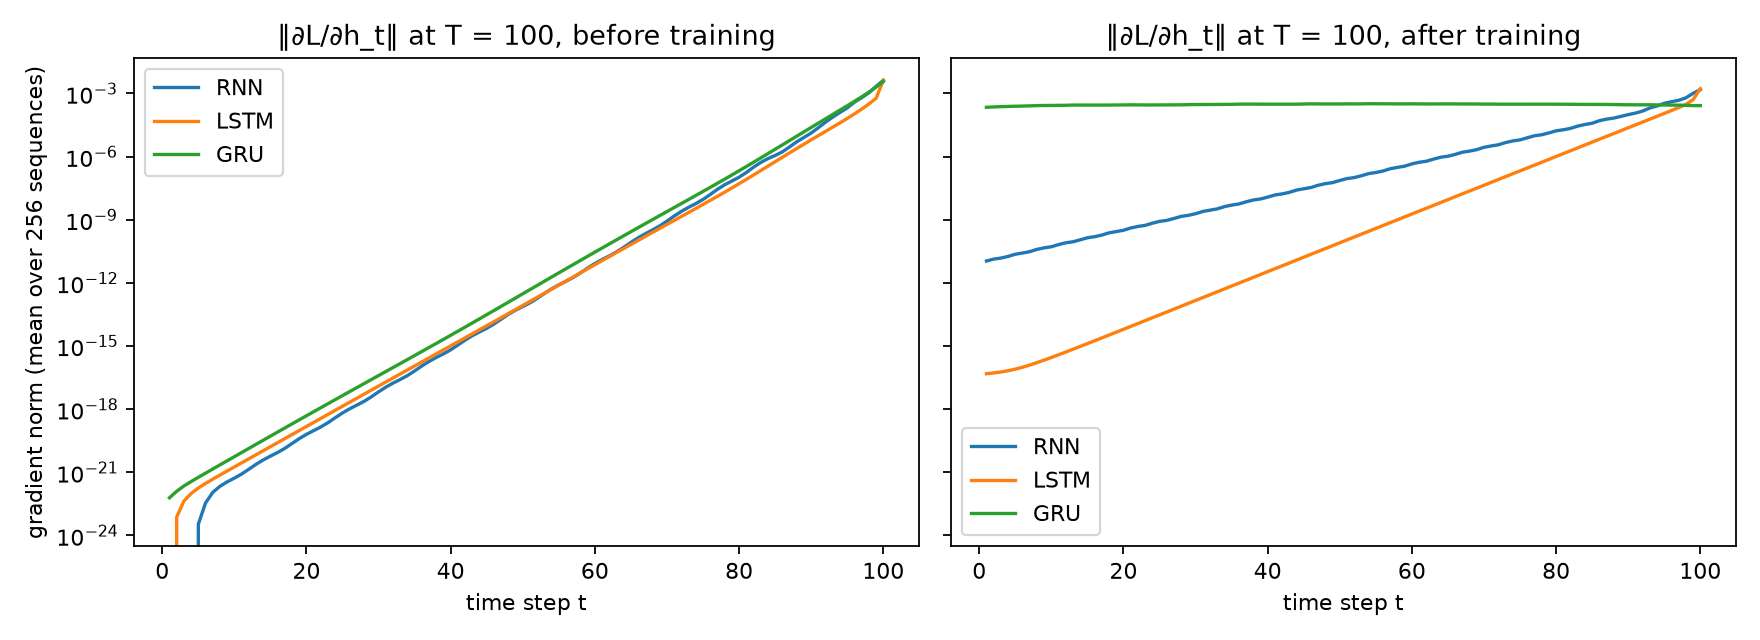 ‖∂L/∂h_t‖ at T = 100, before training
gradient norm (mean over 256 sequences)
10⁻³
10⁻⁶
10⁻⁹
10⁻¹²
10⁻¹⁵
10⁻¹⁸
10⁻²¹
10⁻²⁴
RNN
LSTM
GRU
0 20 40 60 80 100
time step t
‖∂L/∂h_t‖ at T = 100, after training
RNN
LSTM
GRU
0 20 40 60 80 100
time step t